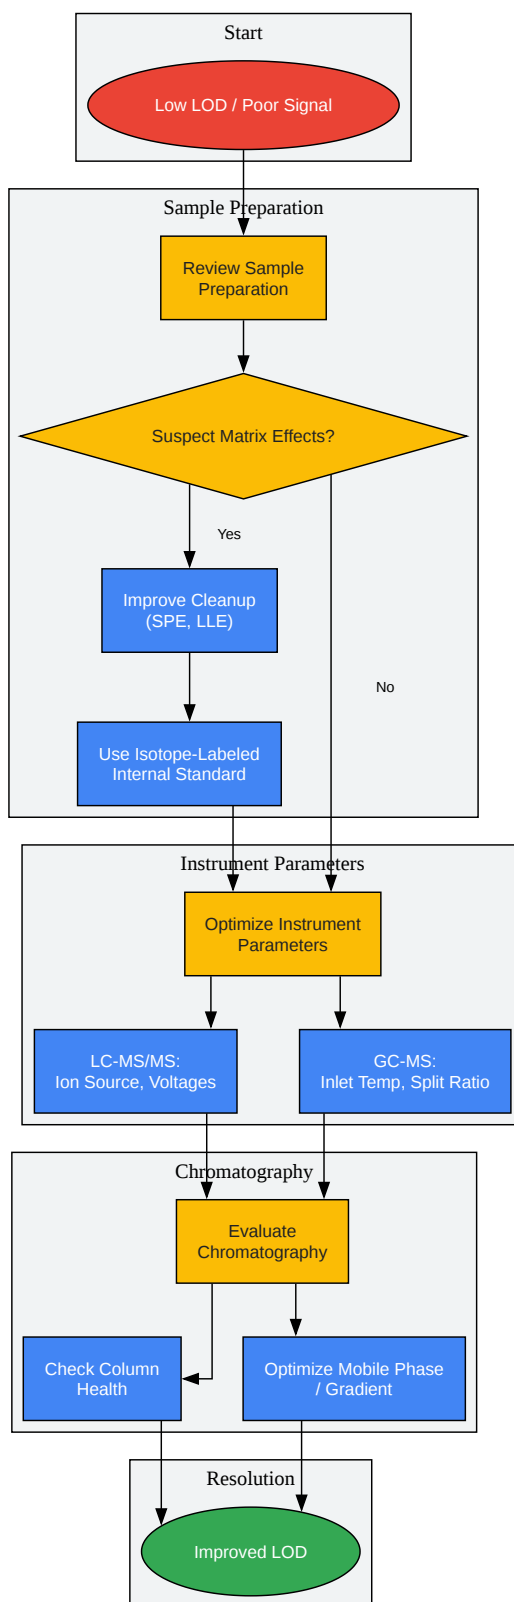 Start
Low LOD / Poor Signal
Sample Preparation
Review Sample
Preparation
Suspect Matrix Effects?
Yes
Improve Cleanup
(SPE, LLE)
No
Use Isotope-Labeled
Internal Standard
Instrument Parameters
Optimize Instrument
Parameters
LC-MS/MS:
Ion Source, Voltages
GC-MS:
Inlet Temp, Split Ratio
Chromatography
Evaluate
Chromatography
Check Column
Health
Optimize Mobile Phase
/ Gradient
Resolution
Improved LOD